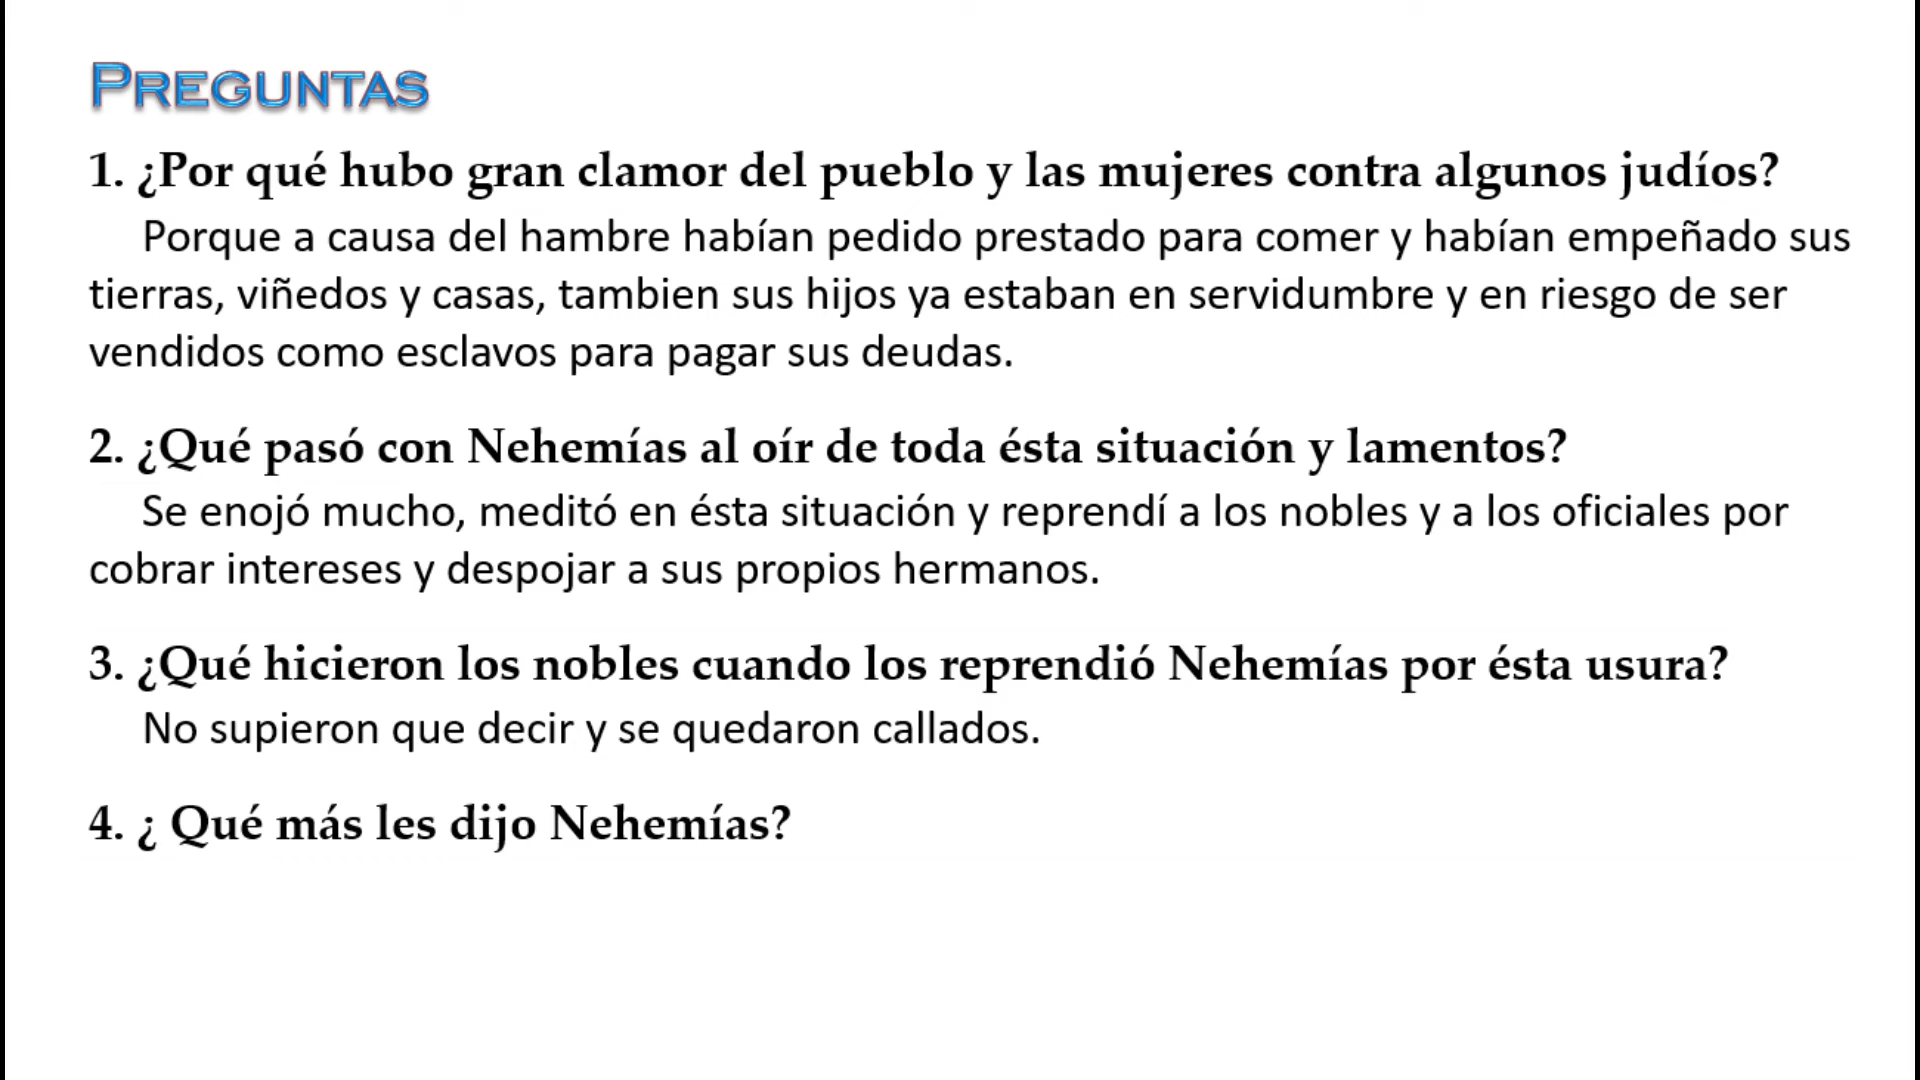 PREGUNTAS
1. ¿Por qué hubo gran clamor del pueblo y las mujeres contra algunos judíos?
Porque a causa del hambre habían pedido prestado para comer y habían empeñado sus
tierras, viñedos y casas, tambien sus hijos ya estaban en servidumbre y en riesgo de ser
vendidos como esclavos para pagar sus deudas.
2. ¿Qué pasó con Nehemías al oír de toda ésta situación y lamentos?
Se enojó mucho, meditó en ésta situación y reprendí a los nobles y a los oficiales por
cobrar intereses y despojar a sus propios hermanos.
3. ¿Qué hicieron los nobles cuando los reprendió Nehemías por ésta usura?
No supieron que decir y se quedaron callados.
4. ¿ Qué más les dijo Nehemías?